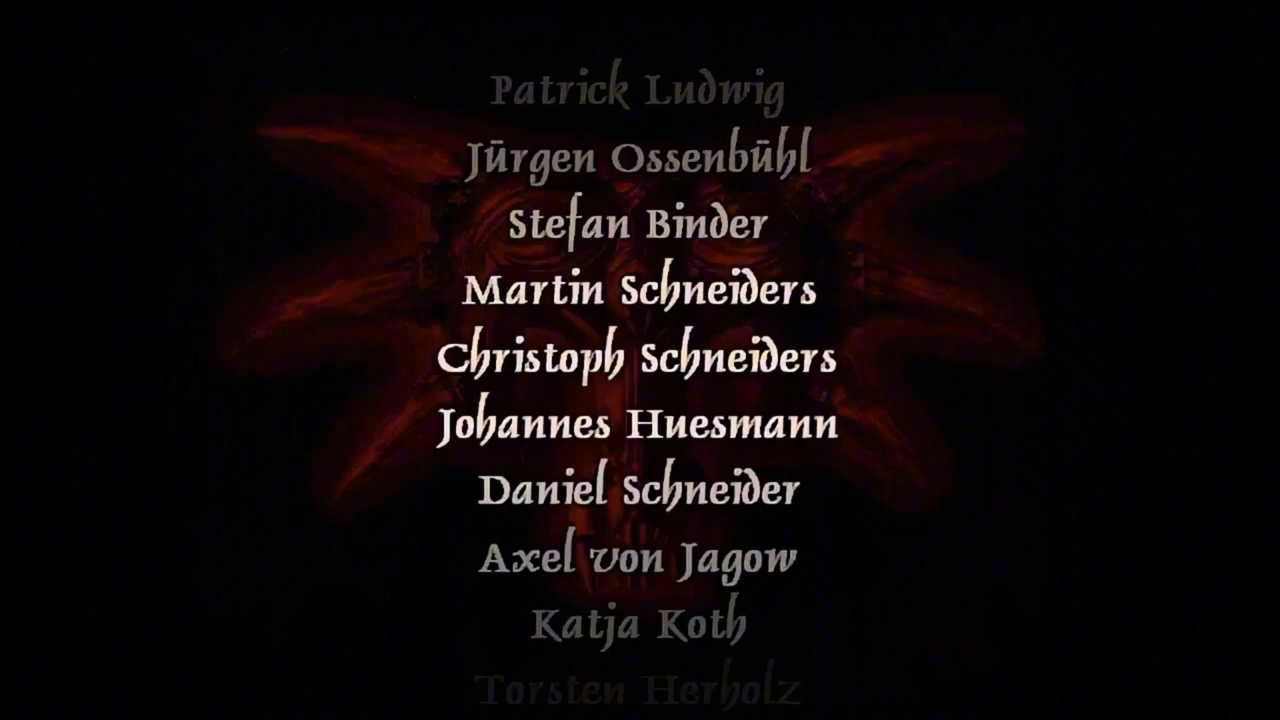 Patrick Ludwig
Jürgen Ossenbühl
Stefan Binder
Martin Schneiders
Christoph Schneiders
Johannes Huesmann
Daniel Schneider
Axel von Jagow
Katja Koth
Torsten Herholz